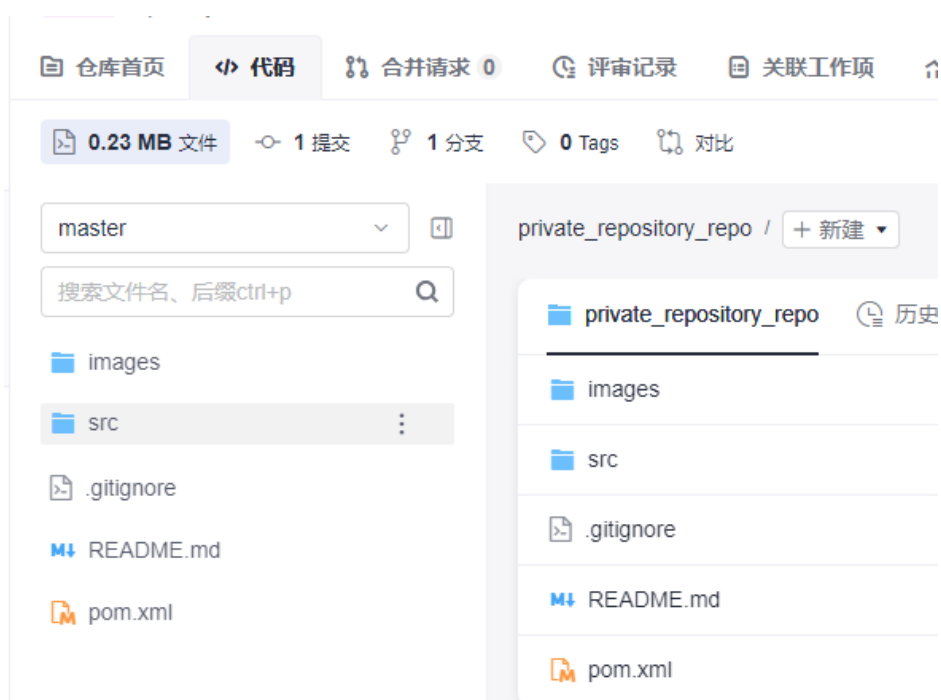 仓库首页 代码 合并请求 0 评审记录 关联工作项
0.23 MB 文件 1 提交 1 分支 0 Tags 对比
master
搜索文件名、后缀ctrl+p
images
src
.gitignore
README.md
pom.xml
private_repository_repo / + 新建
private_repository_repo 历史
images
src
.gitignore
README.md
pom.xml